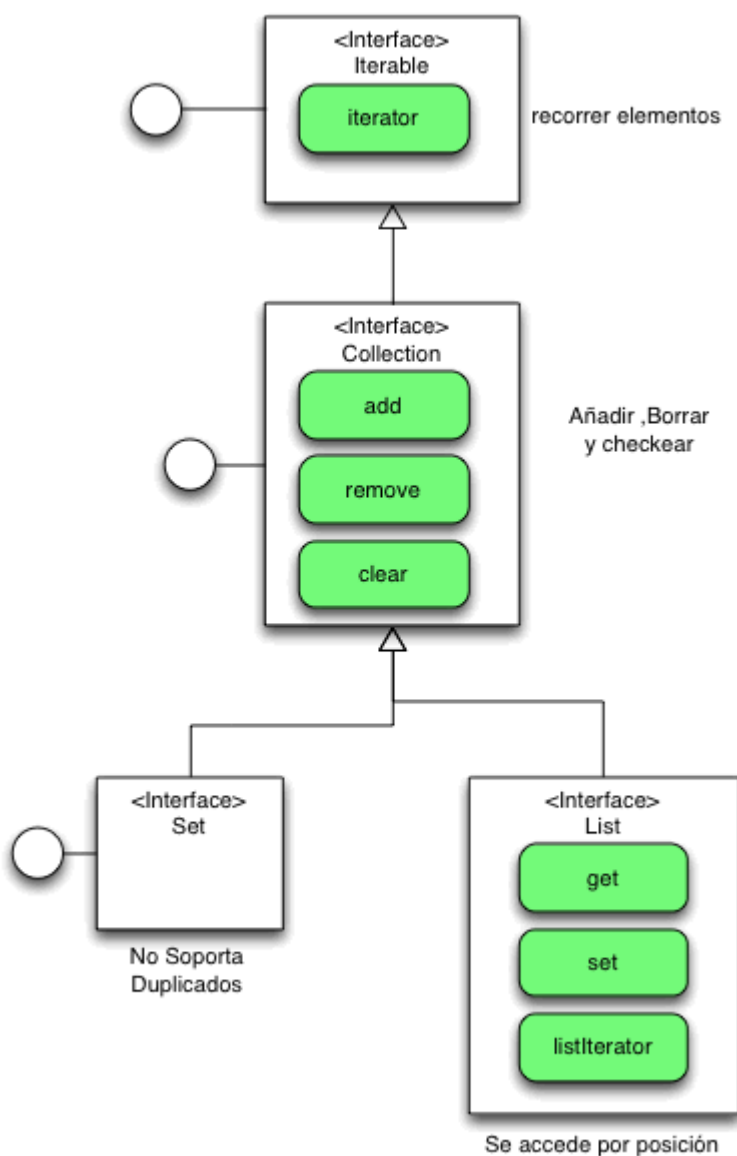 <Interface>
Iterable
iterator
recorrer elementos
<Interface>
Collection
add
remove
clear
Añadir ,Borrar
y checkear
<Interface>
Set
No Soporta
Duplicados
<Interface>
List
get
set
listIterator
Se accede por posición